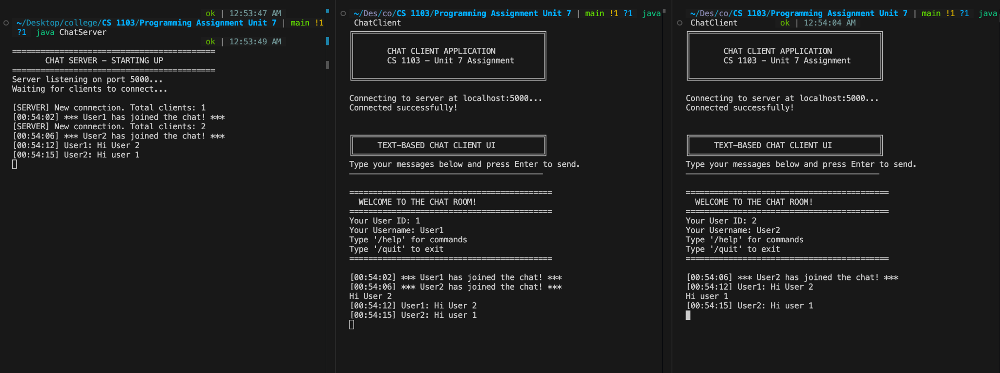 ok | 12:53:47 AM
~/Desktop/college/CS 1103/Programming Assignment Unit 7 | main !1
?1 java ChatServer
ok | 12:53:49 AM
===========================================
CHAT SERVER - STARTING UP
===========================================
Server listening on port 5000...
Waiting for clients to connect...
[SERVER] New connection. Total clients: 1
[00:54:02] *** User1 has joined the chat! ***
[SERVER] New connection. Total clients: 2
[00:54:06] *** User2 has joined the chat! ***
[00:54:12] User1: Hi User 2
[00:54:15] User2: Hi user 1
~/Des/co/CS 1103/Programming Assignment Unit 7 | main !1 ?1 java
ChatClient
CHAT CLIENT APPLICATION
CS 1103 - Unit 7 Assignment
Connecting to server at localhost:5000...
Connected successfully!
TEXT-BASED CHAT CLIENT UI
Type your messages below and press Enter to send.
─────────────────────────────────────────
===========================================
WELCOME TO THE CHAT ROOM!
===========================================
Your User ID: 1
Your Username: User1
Type '/help' for commands
Type '/quit' to exit
===========================================
[00:54:02] *** User1 has joined the chat! ***
[00:54:06] *** User2 has joined the chat! ***
Hi User 2
[00:54:12] User1: Hi User 2
[00:54:15] User2: Hi user 1
~/Des/co/CS 1103/Programming Assignment Unit 7 | main !1 ?1 java
ChatClient ok | 12:54:04 AM
CHAT CLIENT APPLICATION
CS 1103 - Unit 7 Assignment
Connecting to server at localhost:5000...
Connected successfully!
TEXT-BASED CHAT CLIENT UI
Type your messages below and press Enter to send.
─────────────────────────────────────────
===========================================
WELCOME TO THE CHAT ROOM!
===========================================
Your User ID: 2
Your Username: User2
Type '/help' for commands
Type '/quit' to exit
===========================================
[00:54:06] *** User2 has joined the chat! ***
[00:54:12] User1: Hi User 2
Hi user 1
[00:54:15] User2: Hi user 1